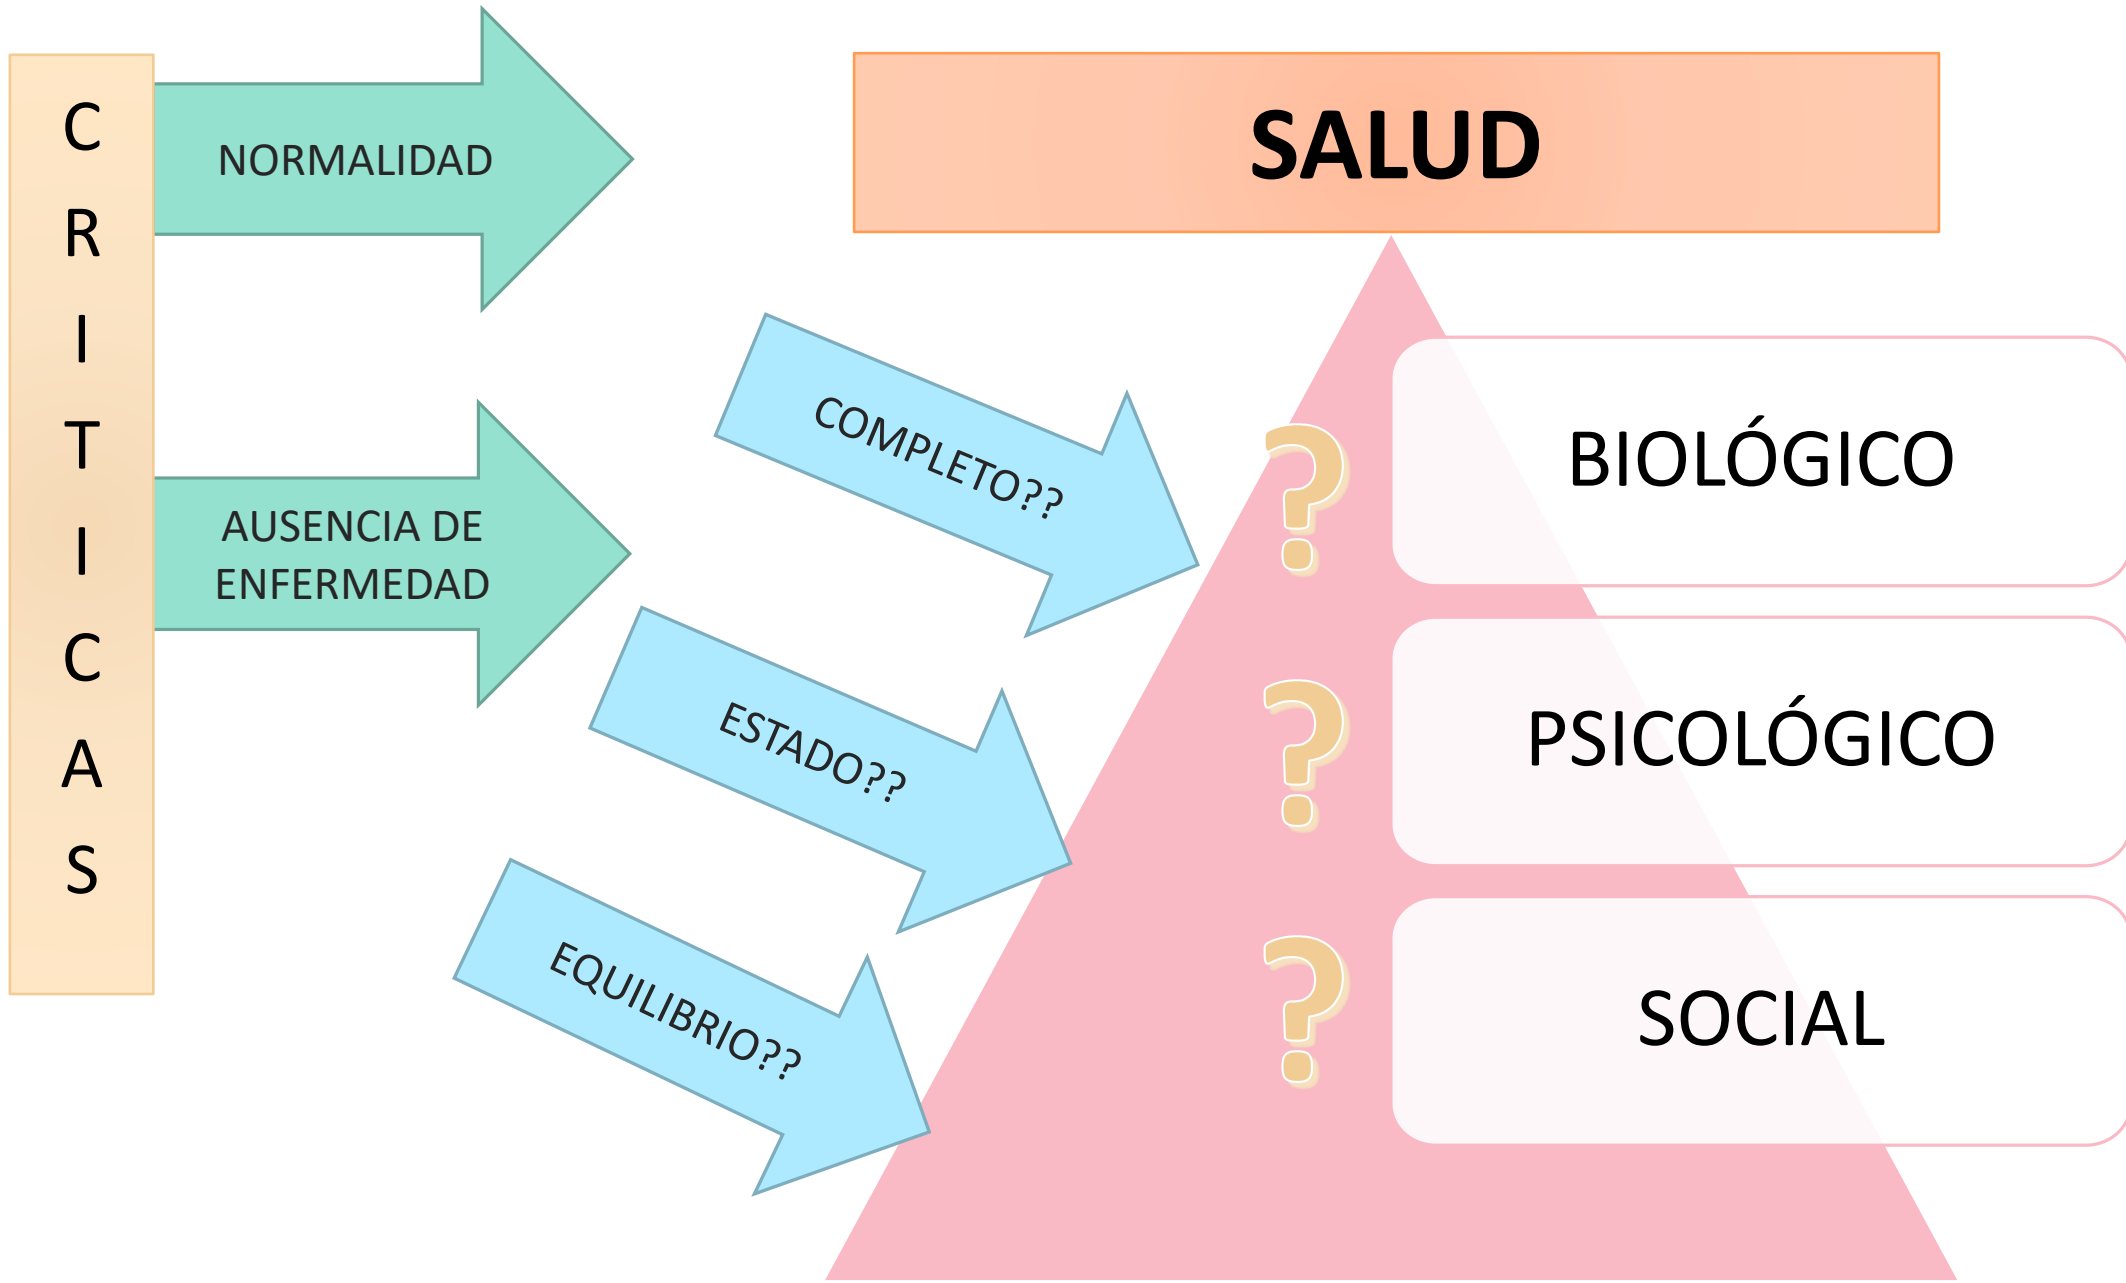 CRITICAS
NORMALIDAD
AUSENCIA DE
ENFERMEDAD
SALUD
COMPLETO??
ESTADO??
EQUILIBRIO??
?
BIOLÓGICO
?
PSICOLÓGICO
?
SOCIAL